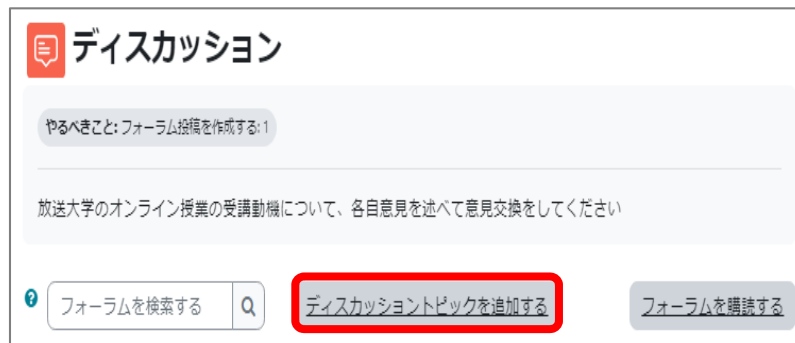 ディスカッション
やるべきこと: フォーラム投稿を作成する: 1
放送大学のオンライン授業の受講動機について、各自意見を述べて意見交換をしてください
フォーラムを検索する ディスカッショントピックを追加する フォーラムを購読する